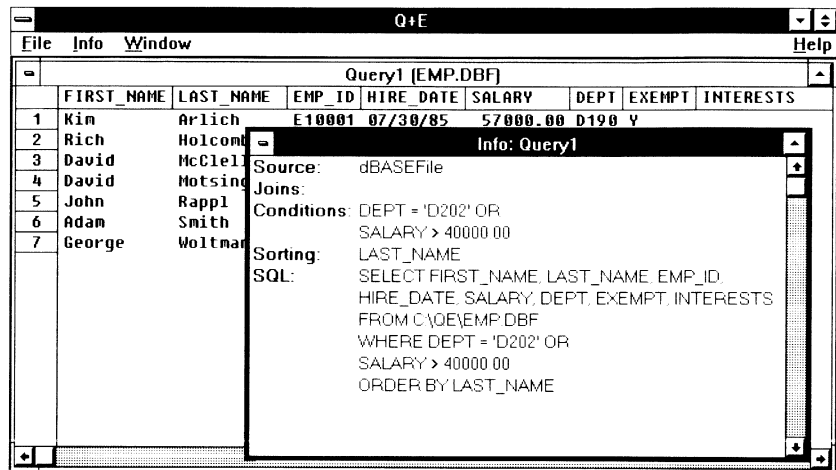 Q+E
File Info Window Help
Query1 (EMP.DBF)
FIRST_NAME LAST_NAME EMP_ID HIRE_DATE SALARY DEPT EXEMPT INTERESTS
1 Kim Arlich E10001 07/30/85 57000.00 D190 Y
2 Rich Holcomb
3 David McClell
4 David Motsing
5 John Rappl
6 Adam Smith
7 George Woltman
Info: Query1
Source: dBASEFile
Joins:
Conditions: DEPT = 'D202' OR
SALARY > 40000.00
Sorting: LAST_NAME
SQL: SELECT FIRST_NAME, LAST_NAME, EMP_ID,
HIRE_DATE, SALARY, DEPT, EXEMPT, INTERESTS
FROM C:\QE\EMP.DBF
WHERE DEPT = 'D202' OR
SALARY > 40000.00
ORDER BY LAST_NAME